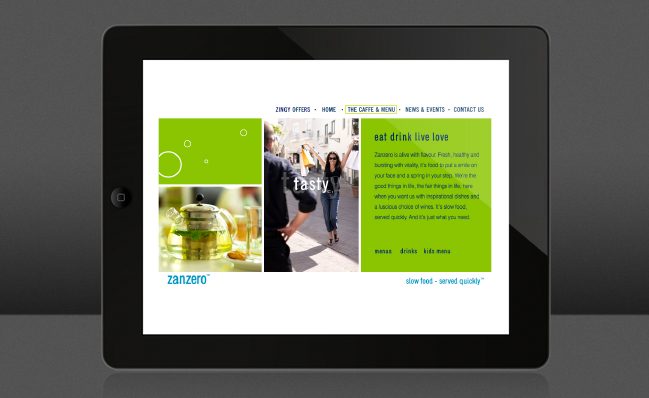 ZINGY OFFERS • HOME • THE CAFFE & MENU • NEWS & EVENTS • CONTACT US
eat drink live love
Zanzero is alive with flavour. Fresh, healthy and
bursting with vitality, it's food to put a smile on
your face and a spring in your step. We're the
good things in life, the fair things in life, here
when you want us with inspirational dishes and
a luscious choice of wines. It's slow food,
served quickly. And it's just what you need.
tasty
menus drinks kids menu
zanzero™
slow food - served quickly™